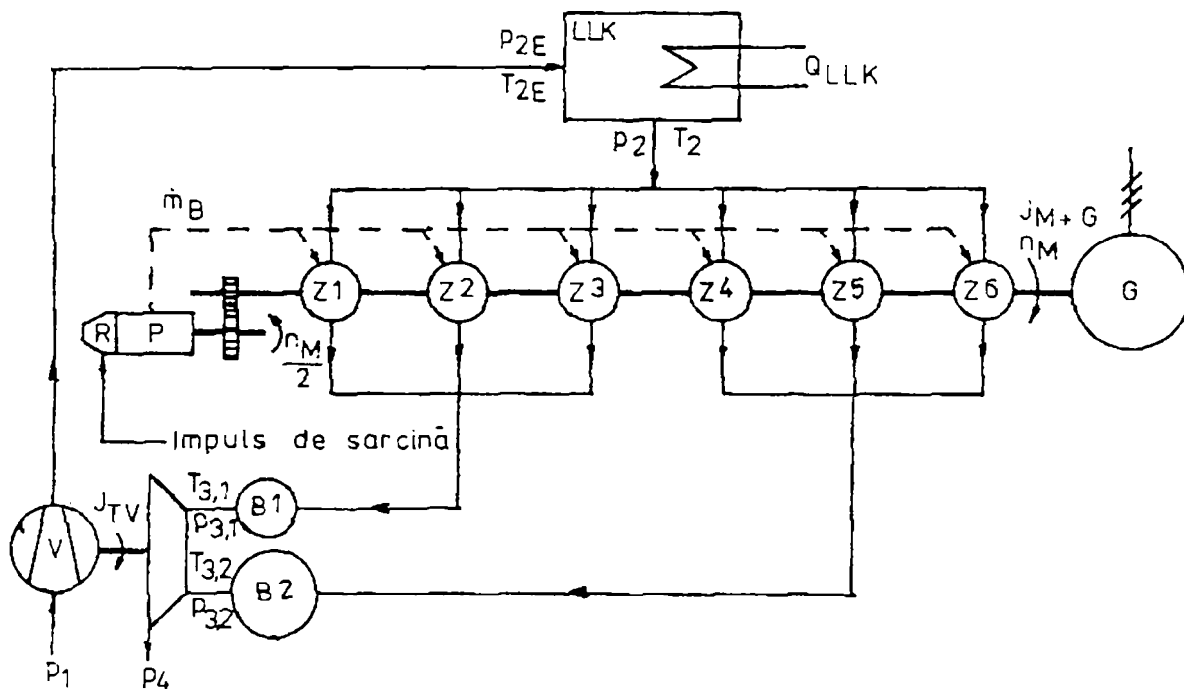 LLK
P2E
T2E
QLLK
P2 T2
ṁB
jM+G
nM
Z1 Z2 Z3 Z4 Z5 Z6 G
R P
nM
2
Impuls de sarcină
T3,1
B1
P3,1
JTV
V
T3,2
B2
P3,2
P1 P4